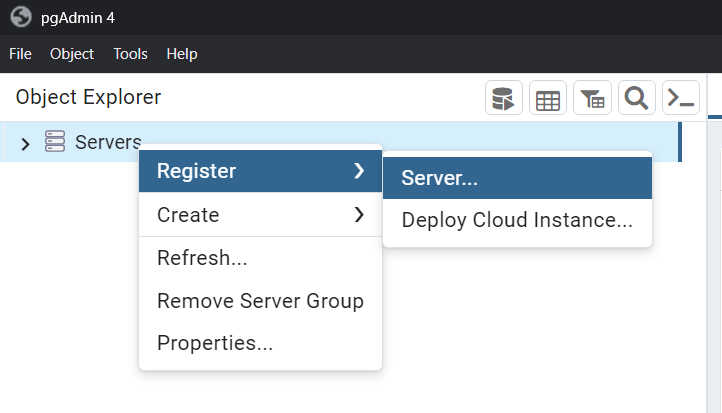 pgAdmin 4
File Object Tools Help
Object Explorer
Servers
Register
Server...
Create
Deploy Cloud Instance...
Refresh...
Remove Server Group
Properties...